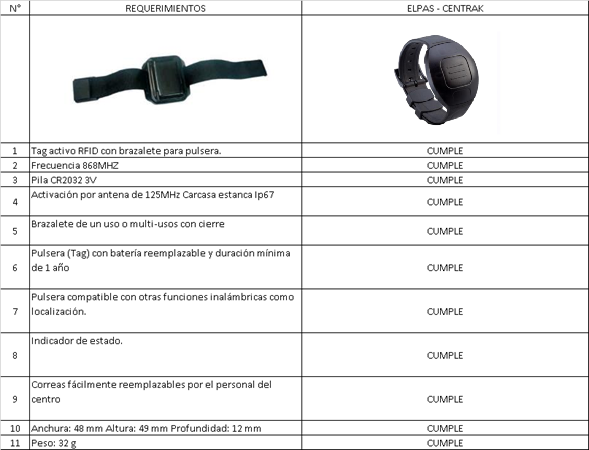 N° REQUERIMIENTOS ELPAS - CENTRAK
1 Tag activo RFID con brazalete para pulsera. CUMPLE
2 Frecuencia 868MHZ CUMPLE
3 Pila CR2032 3V CUMPLE
4 Activación por antena de 125MHz Carcasa estanca Ip67 CUMPLE
5 Brazalete de un uso o multi-usos con cierre CUMPLE
6 Pulsera (Tag) con batería reemplazable y duración mínima
de 1 año CUMPLE
7 Pulsera compatible con otras funciones inalámbricas como
localización. CUMPLE
8 Indicador de estado. CUMPLE
9 Correas fácilmente reemplazables por el personal del
centro CUMPLE
10 Anchura: 48 mm Altura: 49 mm Profundidad: 12 mm CUMPLE
11 Peso: 32 g CUMPLE